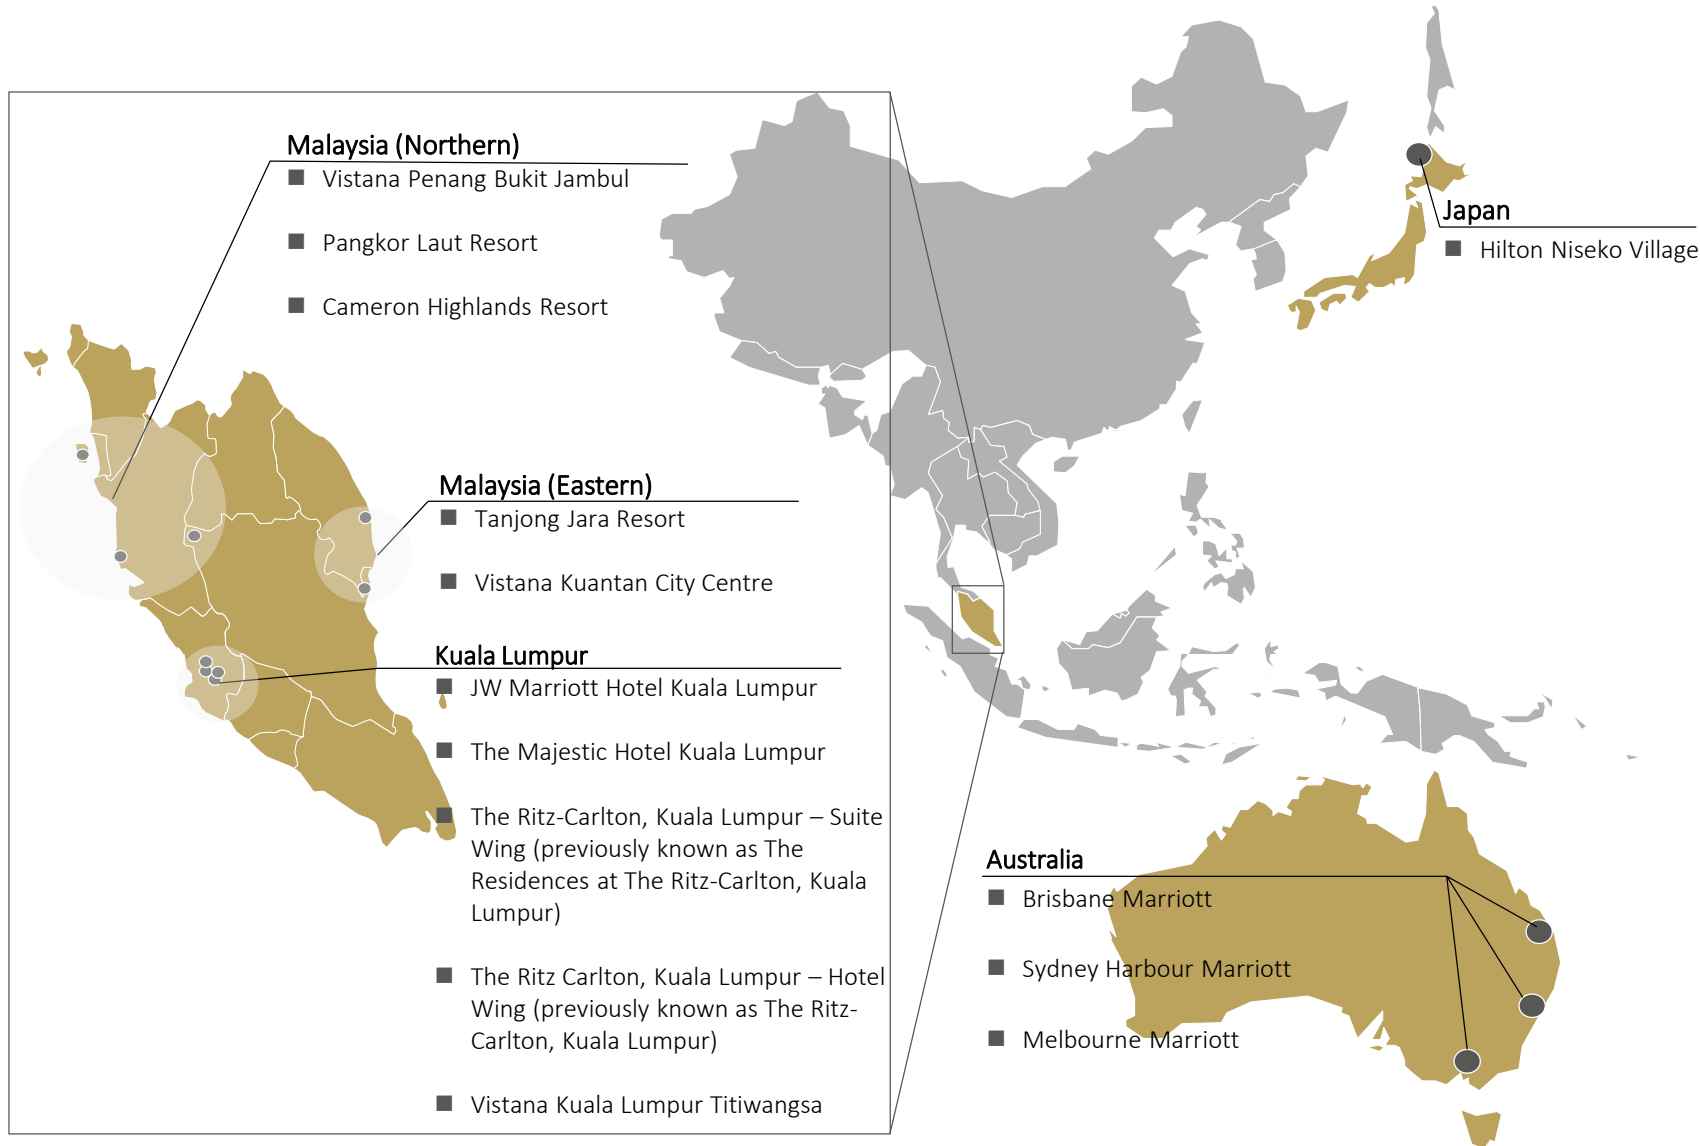 Malaysia (Northern)
Vistana Penang Bukit Jambul
Pangkor Laut Resort
Cameron Highlands Resort
Malaysia (Eastern)
Tanjong Jara Resort
Vistana Kuantan City Centre
Kuala Lumpur
JW Marriott Hotel Kuala Lumpur
The Majestic Hotel Kuala Lumpur
The Ritz-Carlton, Kuala Lumpur – Suite
Wing (previously known as The
Residences at The Ritz-Carlton, Kuala
Lumpur)
The Ritz Carlton, Kuala Lumpur – Hotel
Wing (previously known as The Ritz-
Carlton, Kuala Lumpur)
Vistana Kuala Lumpur Titiwangsa
Japan
Hilton Niseko Village
Australia
Brisbane Marriott
Sydney Harbour Marriott
Melbourne Marriott